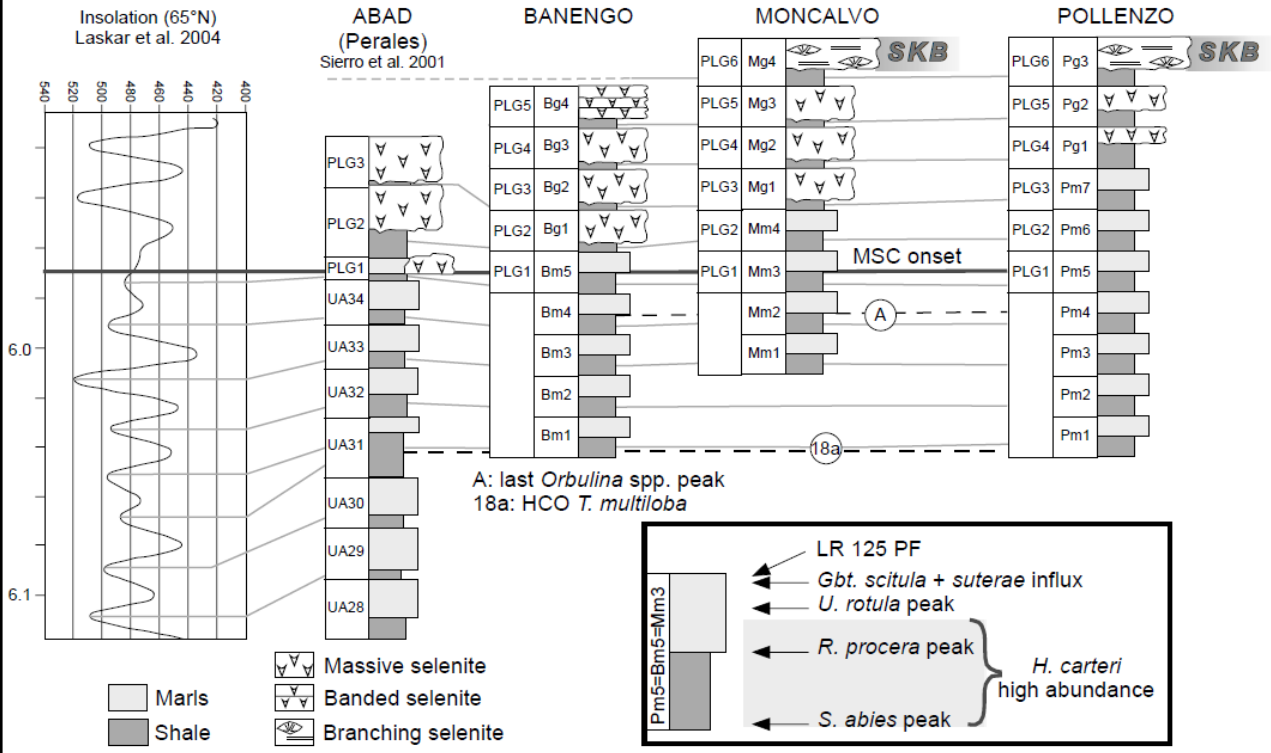 Insolation (65°N)
Laskar et al. 2004
540 520 500 480 460 440 420 400
6.0
6.1
ABAD
(Perales)
Sierro et al. 2001
PLG3
PLG2
PLG1
UA34
UA33
UA32
UA31
UA30
UA29
UA28
BANENGO
PLG5 Bg4
PLG4 Bg3
PLG3 Bg2
PLG2 Bg1
PLG1 Bm5
Bm4
Bm3
Bm2
Bm1
MONCALVO
PLG6 Mg4 SKB
PLG5 Mg3
PLG4 Mg2
PLG3 Mg1
PLG2 Mm4
PLG1 Mm3
Mm2
Mm1
MSC onset
A
18a
POLLENZO
PLG6 Pg3 SKB
PLG5 Pg2
PLG4 Pg1
PLG3 Pm7
PLG2 Pm6
PLG1 Pm5
Pm4
Pm3
Pm2
Pm1
A: last Orbulina spp. peak
18a: HCO T. multiloba
Marls
Shale
Massive selenite
Banded selenite
Branching selenite
Pm5=Bm5=Mm3
LR 125 PF
Gbt. scitula + suterae influx
U. rotula peak
R. procera peak
S. abies peak
H. carteri
high abundance